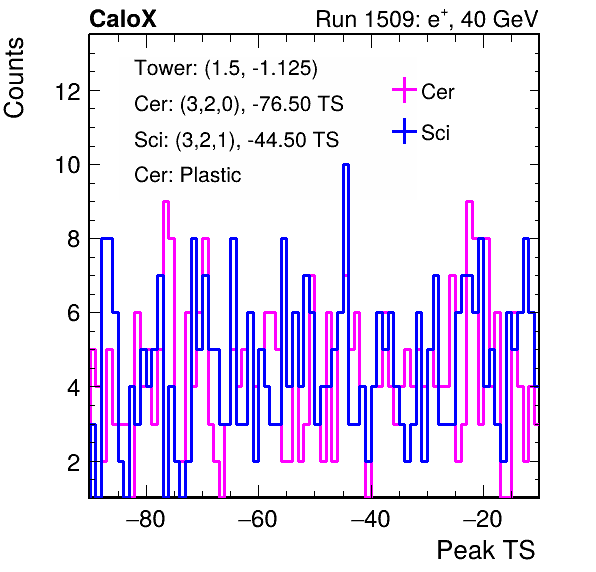 CaloX Run 1509: e⁺, 40 GeV
Counts
Tower: (1.5, -1.125)
Cer: (3,2,0), -76.50 TS
Sci: (3,2,1), -44.50 TS
Cer: Plastic
Cer
Sci
12
10
8
6
4
2
−80 −60 −40 −20
Peak TS